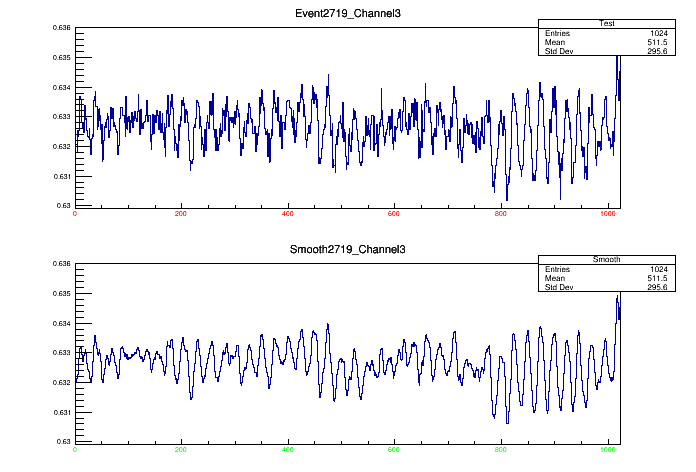 Event2719_Channel3
Test
Entries 1024
Mean 511.5
Std Dev 295.6
0.636
0.635
0.634
0.633
0.632
0.631
0.63
0 200 400 600 800 1000
Smooth2719_Channel3
Smooth
Entries 1024
Mean 511.5
Std Dev 295.6
0.636
0.635
0.634
0.633
0.632
0.631
0.63
0 200 400 600 800 1000